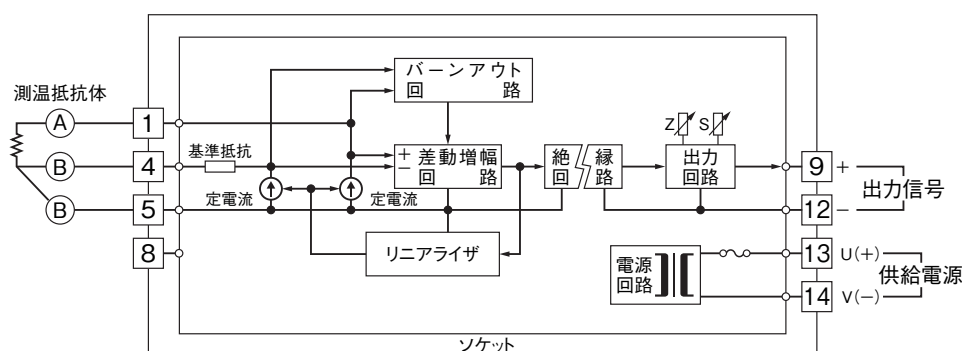 バーンアウト
回路
測温抵抗体
A
1
Z
S
基準抵抗
B
4
+
−
差動増幅
回路
絶縁
回路
出力
回路
9
+
出力信号
定電流
定電流
B
5
12
−
8
リニアライザ
電源
回路
13
U(+)
供給電源
14
V(−)
ソケット